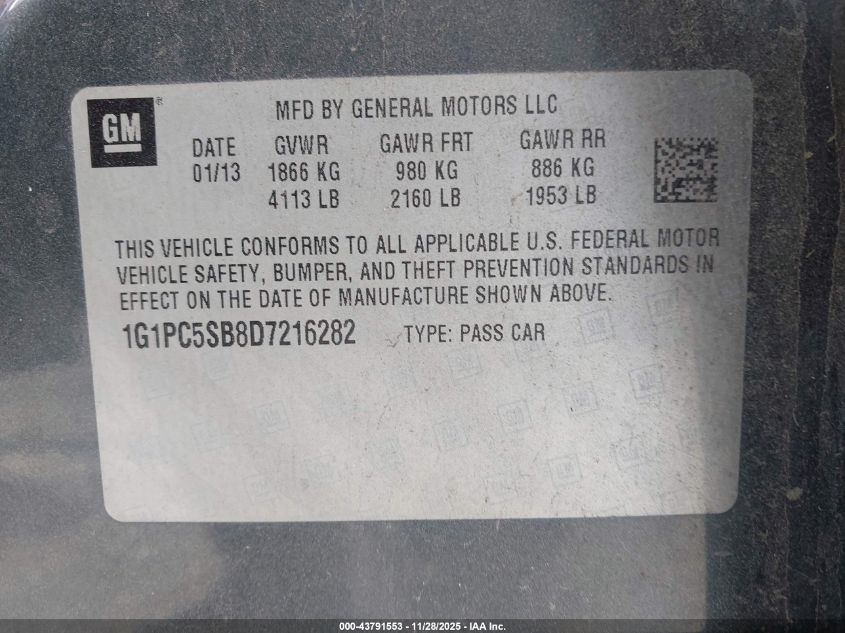 GM ®
MFD BY GENERAL MOTORS LLC
DATE GVWR GAWR FRT GAWR RR
01/13 1866 KG 980 KG 886 KG
4113 LB 2160 LB 1953 LB
THIS VEHICLE CONFORMS TO ALL APPLICABLE U.S. FEDERAL MOTOR
VEHICLE SAFETY, BUMPER, AND THEFT PREVENTION STANDARDS IN
EFFECT ON THE DATE OF MANUFACTURE SHOWN ABOVE.
1G1PC5SB8D7216282 TYPE: PASS CAR
000-43791553 - 11/28/2025 - IAA Inc.